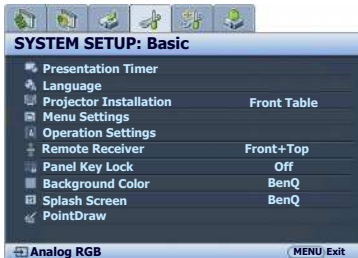 SYSTEM SETUP: Basic
Presentation Timer
Language
Projector Installation Front Table
Menu Settings
Operation Settings
Remote Receiver Front+Top
Panel Key Lock Off
Background Color BenQ
Splash Screen BenQ
PointDraw
Analog RGB MENU Exit